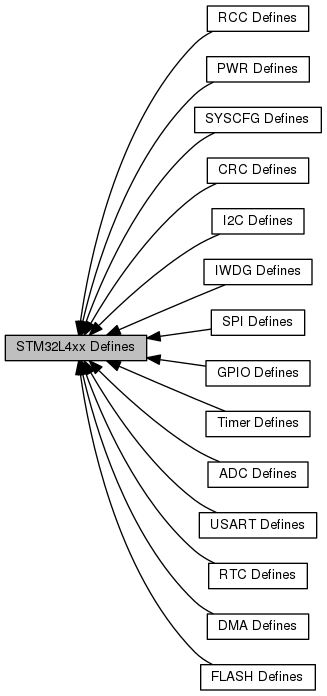 RCC Defines
PWR Defines
SYSCFG Defines
CRC Defines
I2C Defines
IWDG Defines
SPI Defines
STM32L4xx Defines
GPIO Defines
Timer Defines
ADC Defines
USART Defines
RTC Defines
DMA Defines
FLASH Defines